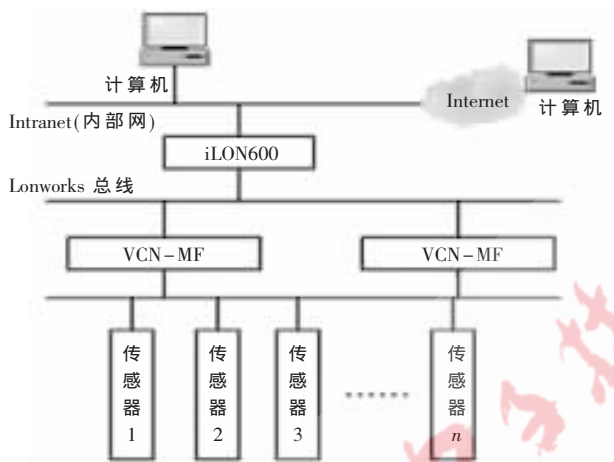 计算机
Internet
计算机
Intranet(内部网)
iLON600
Lonworks 总线
VCN-MF
VCN-MF
传感器1
传感器2
传感器3
……
传感器n